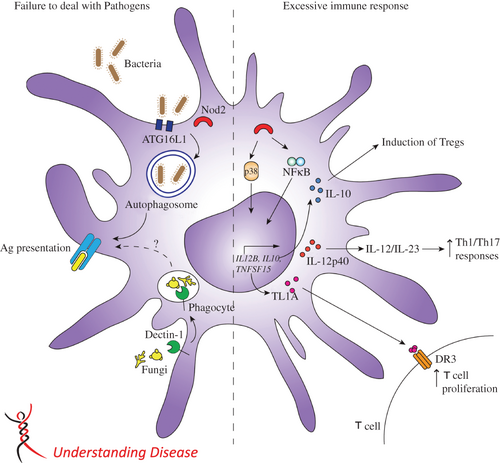 Failure to deal with Pathogens
Excessive immune response
Bacteria
Nod2
ATG16L1
Autophagosome
Ag presentation
?
Phagocyte
Dectin-1
Fungi
p38
NFκB
Induction of Tregs
IL-10
IL12B, IL10,
TNFSF15
IL-12p40
IL-12/IL-23
Th1/Th17
responses
TL1A
DR3
T cell
proliferation
T cell
Understanding Disease